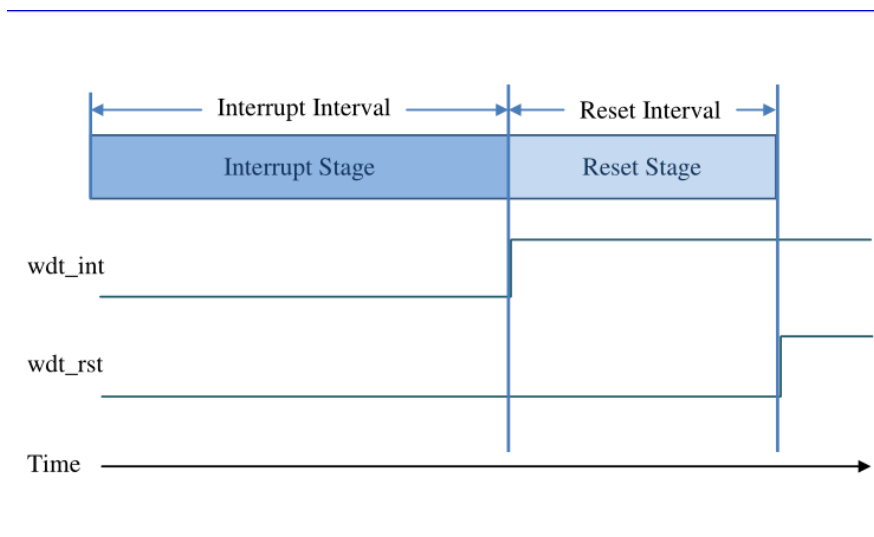 Interrupt Interval
Reset Interval
Interrupt Stage
Reset Stage
wdt_int
wdt_rst
Time